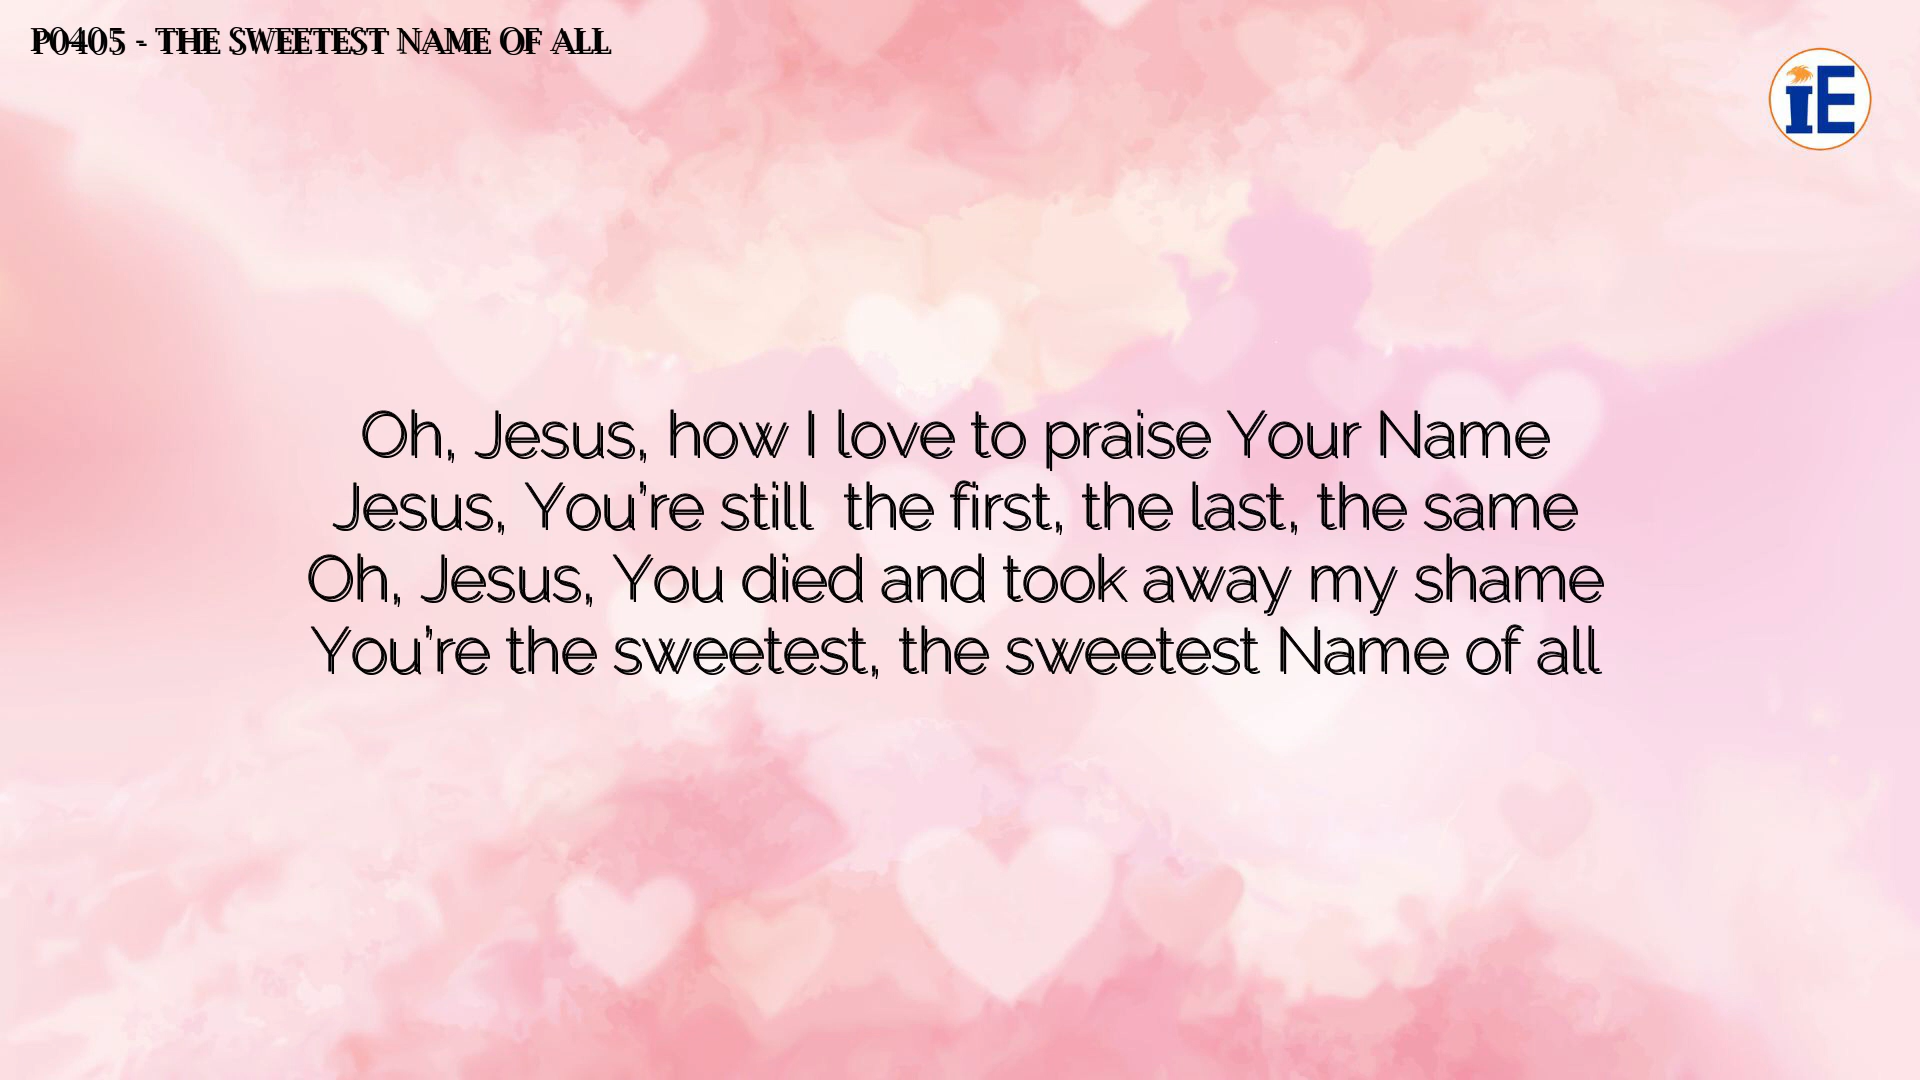 P0405 - THE SWEETEST NAME OF ALL
IE
Oh, Jesus, how I love to praise Your Name
Jesus, You're still  the first, the last, the same
Oh, Jesus, You died and took away my shame
You're the sweetest, the sweetest Name of all